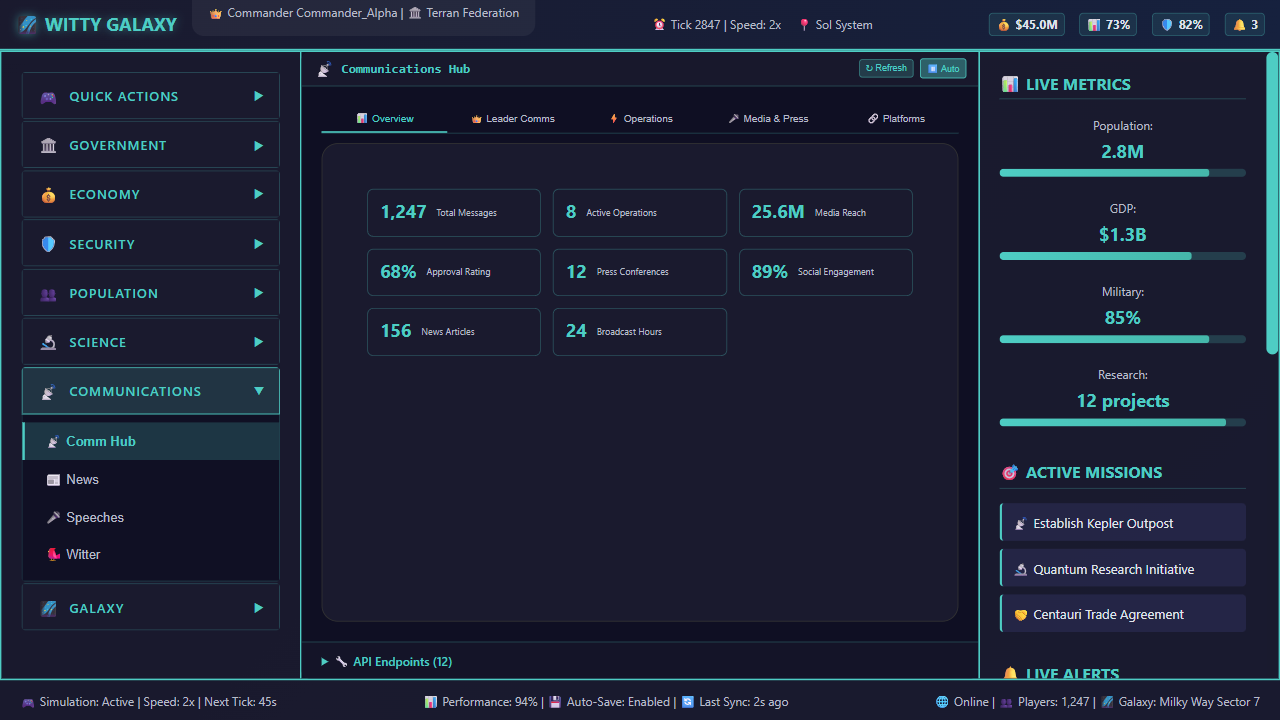 WITTY GALAXY
Commander Commander_Alpha | Terran Federation
Tick 2847 | Speed: 2x
Sol System
$45.0M
73%
82%
3
QUICK ACTIONS ▶
GOVERNMENT ▶
ECONOMY ▶
SECURITY ▶
POPULATION ▶
SCIENCE ▶
COMMUNICATIONS ▼
Comm Hub
News
Speeches
Witter
GALAXY ▶
Communications Hub
↻ Refresh
Auto
Overview
Leader Comms
Operations
Media & Press
Platforms
1,247 Total Messages
8 Active Operations
25.6M Media Reach
68% Approval Rating
12 Press Conferences
89% Social Engagement
156 News Articles
24 Broadcast Hours
▶ API Endpoints (12)
LIVE METRICS
Population:
2.8M
GDP:
$1.3B
Military:
85%
Research:
12 projects
ACTIVE MISSIONS
Establish Kepler Outpost
Quantum Research Initiative
Centauri Trade Agreement
LIVE ALERTS
Simulation: Active | Speed: 2x | Next Tick: 45s
Performance: 94% | Auto-Save: Enabled | Last Sync: 2s ago
Online | Players: 1,247 | Galaxy: Milky Way Sector 7